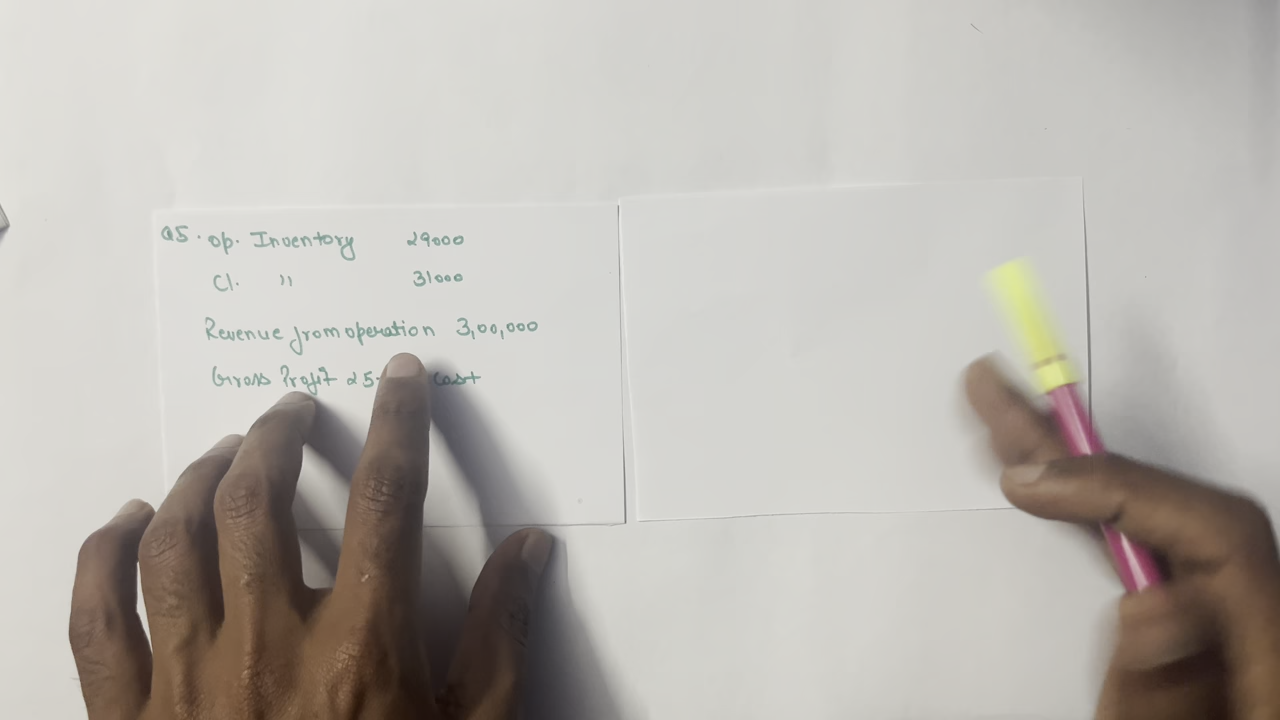 Q5. Op. Inventory 29000
Cl. " 31000
Revenue from operation 3,00,000
Gross Profit 25 cost